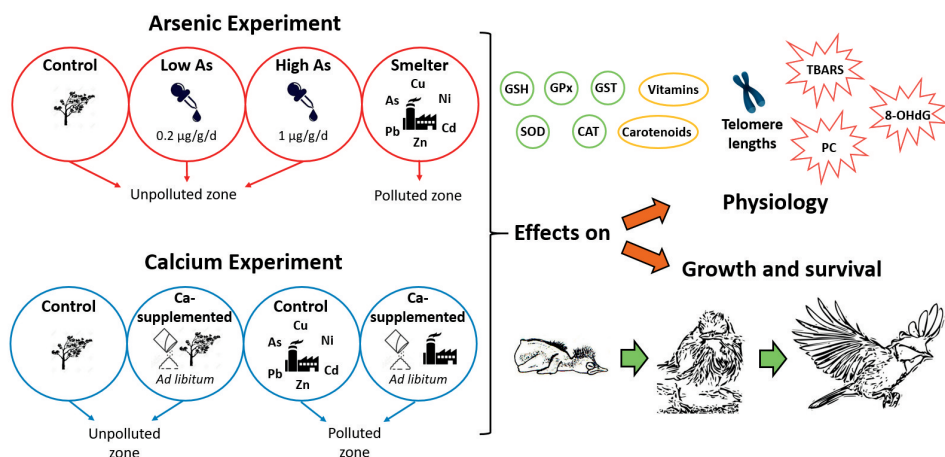 Arsenic Experiment
Control
Low As
0.2 µg/g/d
High As
1 µg/g/d
Smelter
Cu
As
Ni
Pb
Cd
Zn
Unpolluted zone
Polluted zone
Calcium Experiment
Control
Ca-
supplemented
Ad libitum
Control
Cu
As
Ni
Pb
Cd
Zn
Ca-
supplemented
Ad libitum
Unpolluted
zone
Polluted
zone
Effects on
GSH
GPx
GST
Vitamins
SOD
CAT
Carotenoids
Telomere
lengths
TBARS
8-OHdG
PC
Physiology
Growth and survival